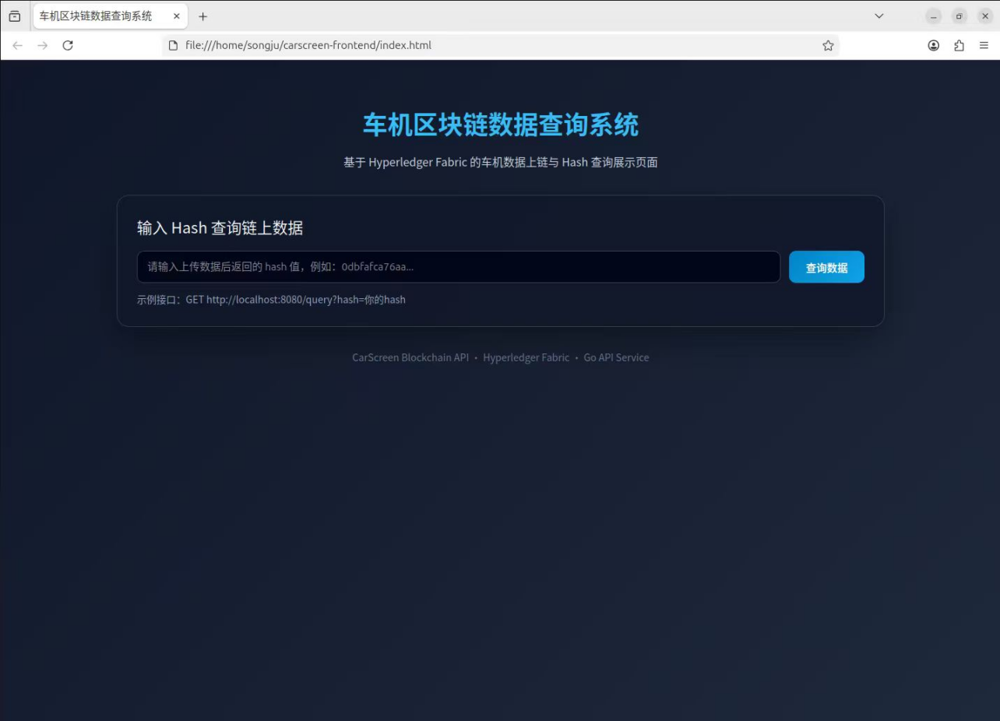 车机区块链数据查询系统
file:///home/songju/carscreen-frontend/index.html
车机区块链数据查询系统
基于 Hyperledger Fabric 的车机数据上链与 Hash 查询展示页面
输入 Hash 查询链上数据
请输入上传数据后返回的 hash 值，例如：0dbfafca76aa...
查询数据
示例接口：GET http://localhost:8080/query?hash=你的hash
CarScreen Blockchain API • Hyperledger Fabric • Go API Service